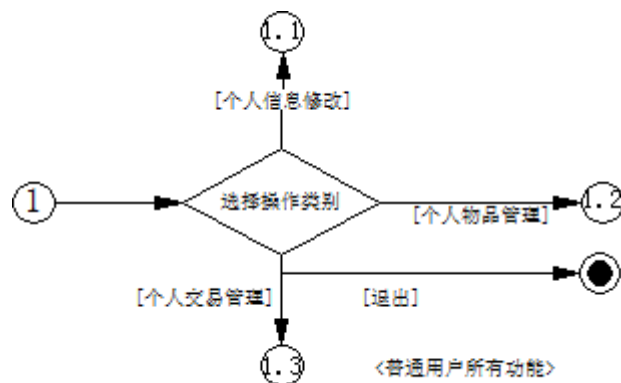 1.1
[个人信息修改]
1
选择操作类别
1.2
[个人物品管理]
[个人交易管理]
[退出]
1.3
<普通用户所有功能>